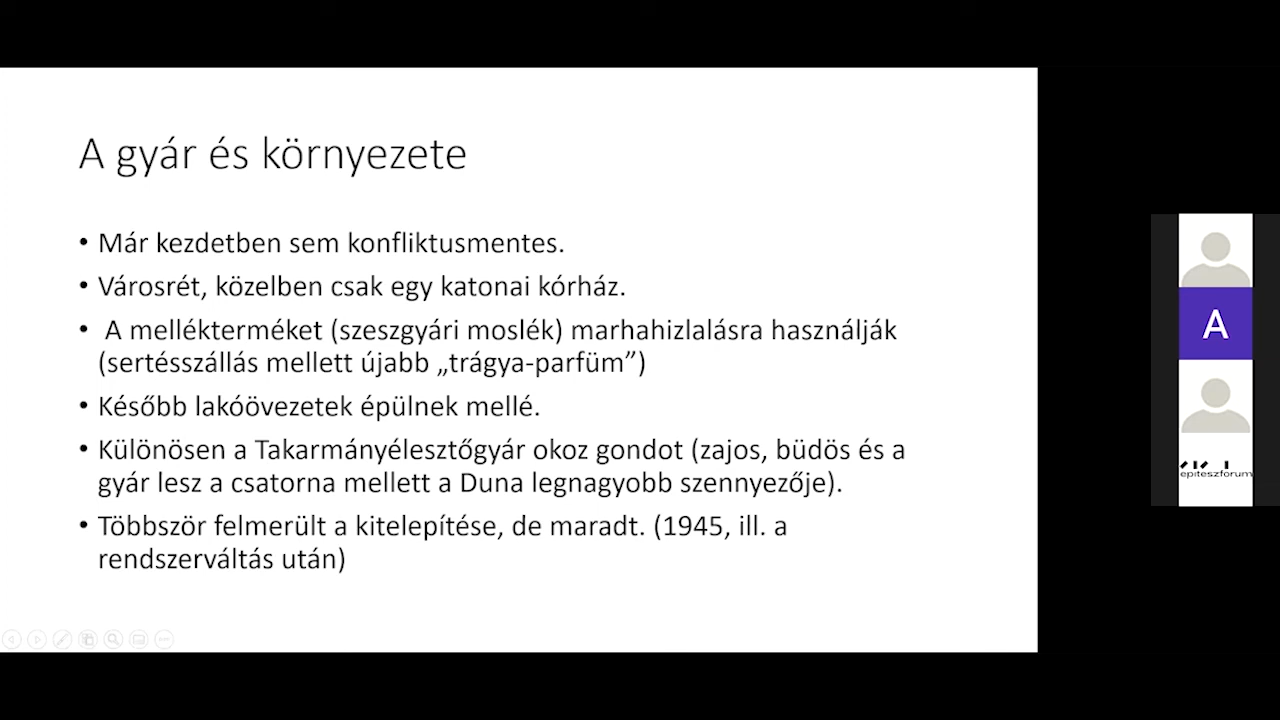 A gyár és környezete
• Már kezdetben sem konfliktusmentes.
• Városrét, közelben csak egy katonai kórház.
• A mellékterméket (szeszgyári moslék) marhahizlalásra használják
(sertésszállás mellett újabb „trágya-parfüm”)
• Később lakóövezetek épülnek mellé.
• Különösen a Takarmányélesztőgyár okoz gondot (zajos, büdös és a
gyár lesz a csatorna mellett a Duna legnagyobb szennyezője).
• Többször felmerült a kitelepítése, de maradt. (1945, ill. a
rendszerváltás után)
A
epiteszforum